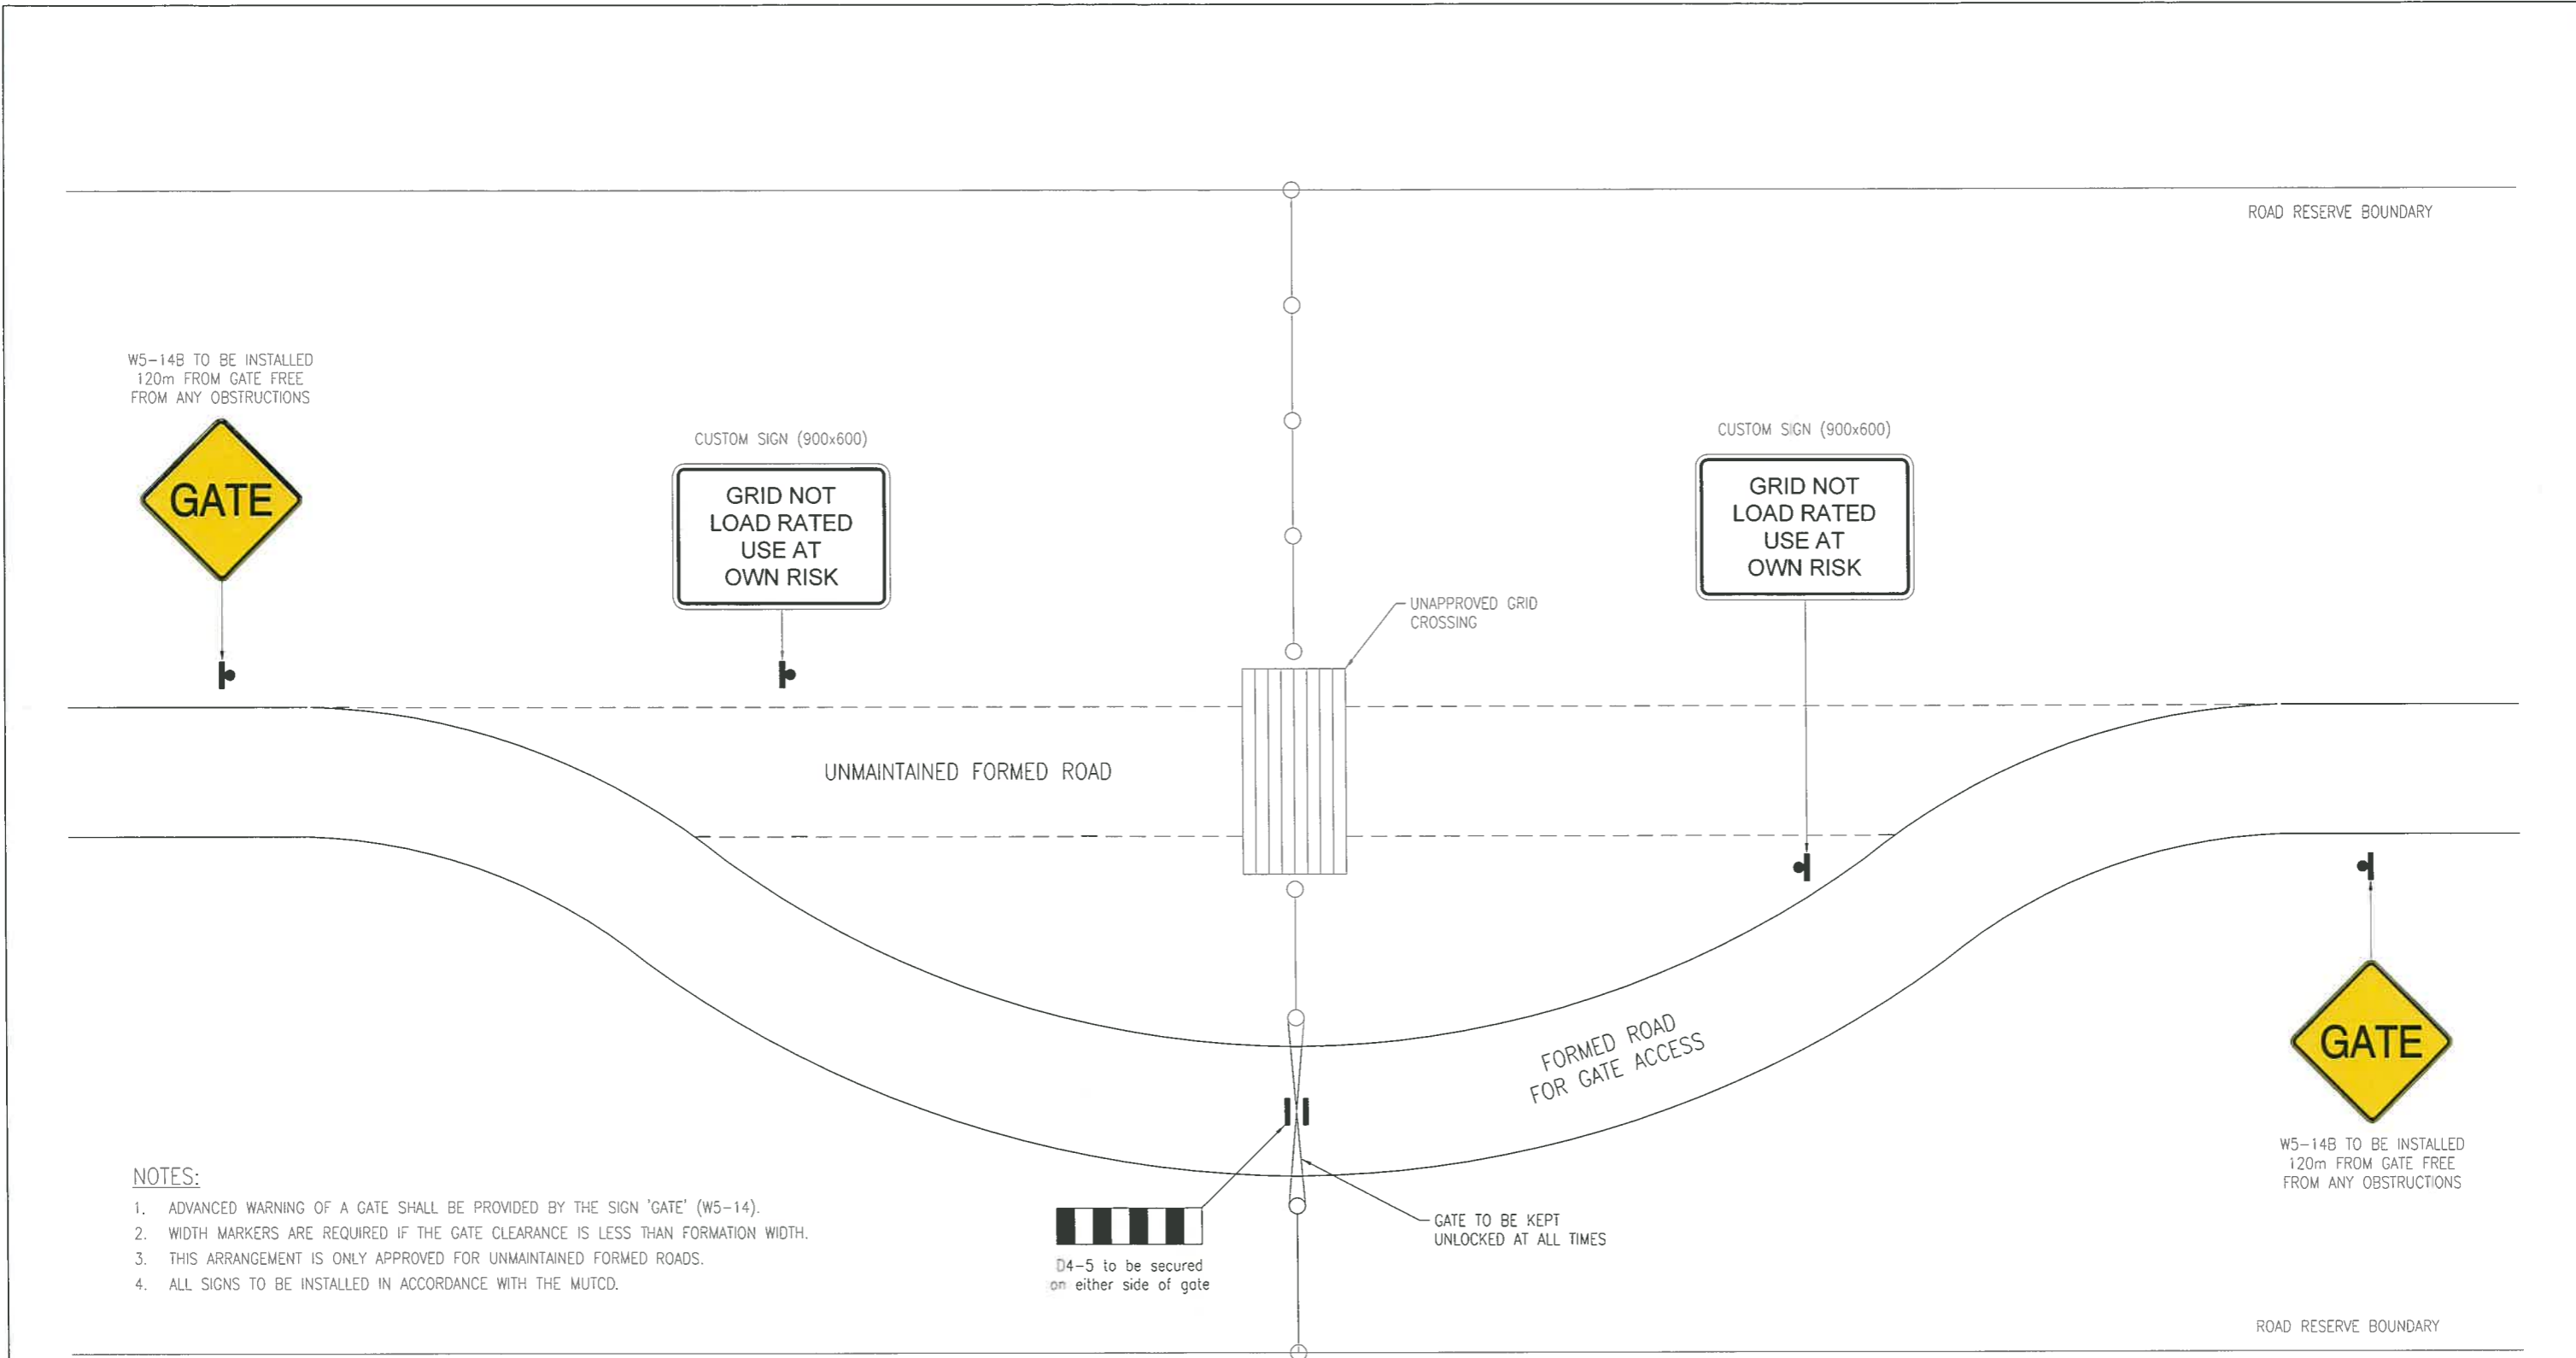 ROAD RESERVE BOUNDARY
W5-14B TO BE INSTALLED
120m FROM GATE FREE
FROM ANY OBSTRUCTIONS
GATE
CUSTOM SIGN (900x600)
GRID NOT
LOAD RATED
USE AT
OWN RISK
CUSTOM SIGN (900x600)
GRID NOT
LOAD RATED
USE AT
OWN RISK
UNAPPROVED GRID
CROSSING
UNMAINTAINED FORMED ROAD
FORMED ROAD
FOR GATE ACCESS
GATE
W5-14B TO BE INSTALLED
120m FROM GATE FREE
FROM ANY OBSTRUCTIONS
NOTES:
1. ADVANCED WARNING OF A GATE SHALL BE PROVIDED BY THE SIGN 'GATE' (W5-14).
2. WIDTH MARKERS ARE REQUIRED IF THE GATE CLEARANCE IS LESS THAN FORMATION WIDTH.
3. THIS ARRANGEMENT IS ONLY APPROVED FOR UNMAINTAINED FORMED ROADS.
4. ALL SIGNS TO BE INSTALLED IN ACCORDANCE WITH THE MUTCD.
D4-5 to be secured
on either side of gate
GATE TO BE KEPT
UNLOCKED AT ALL TIMES
ROAD RESERVE BOUNDARY